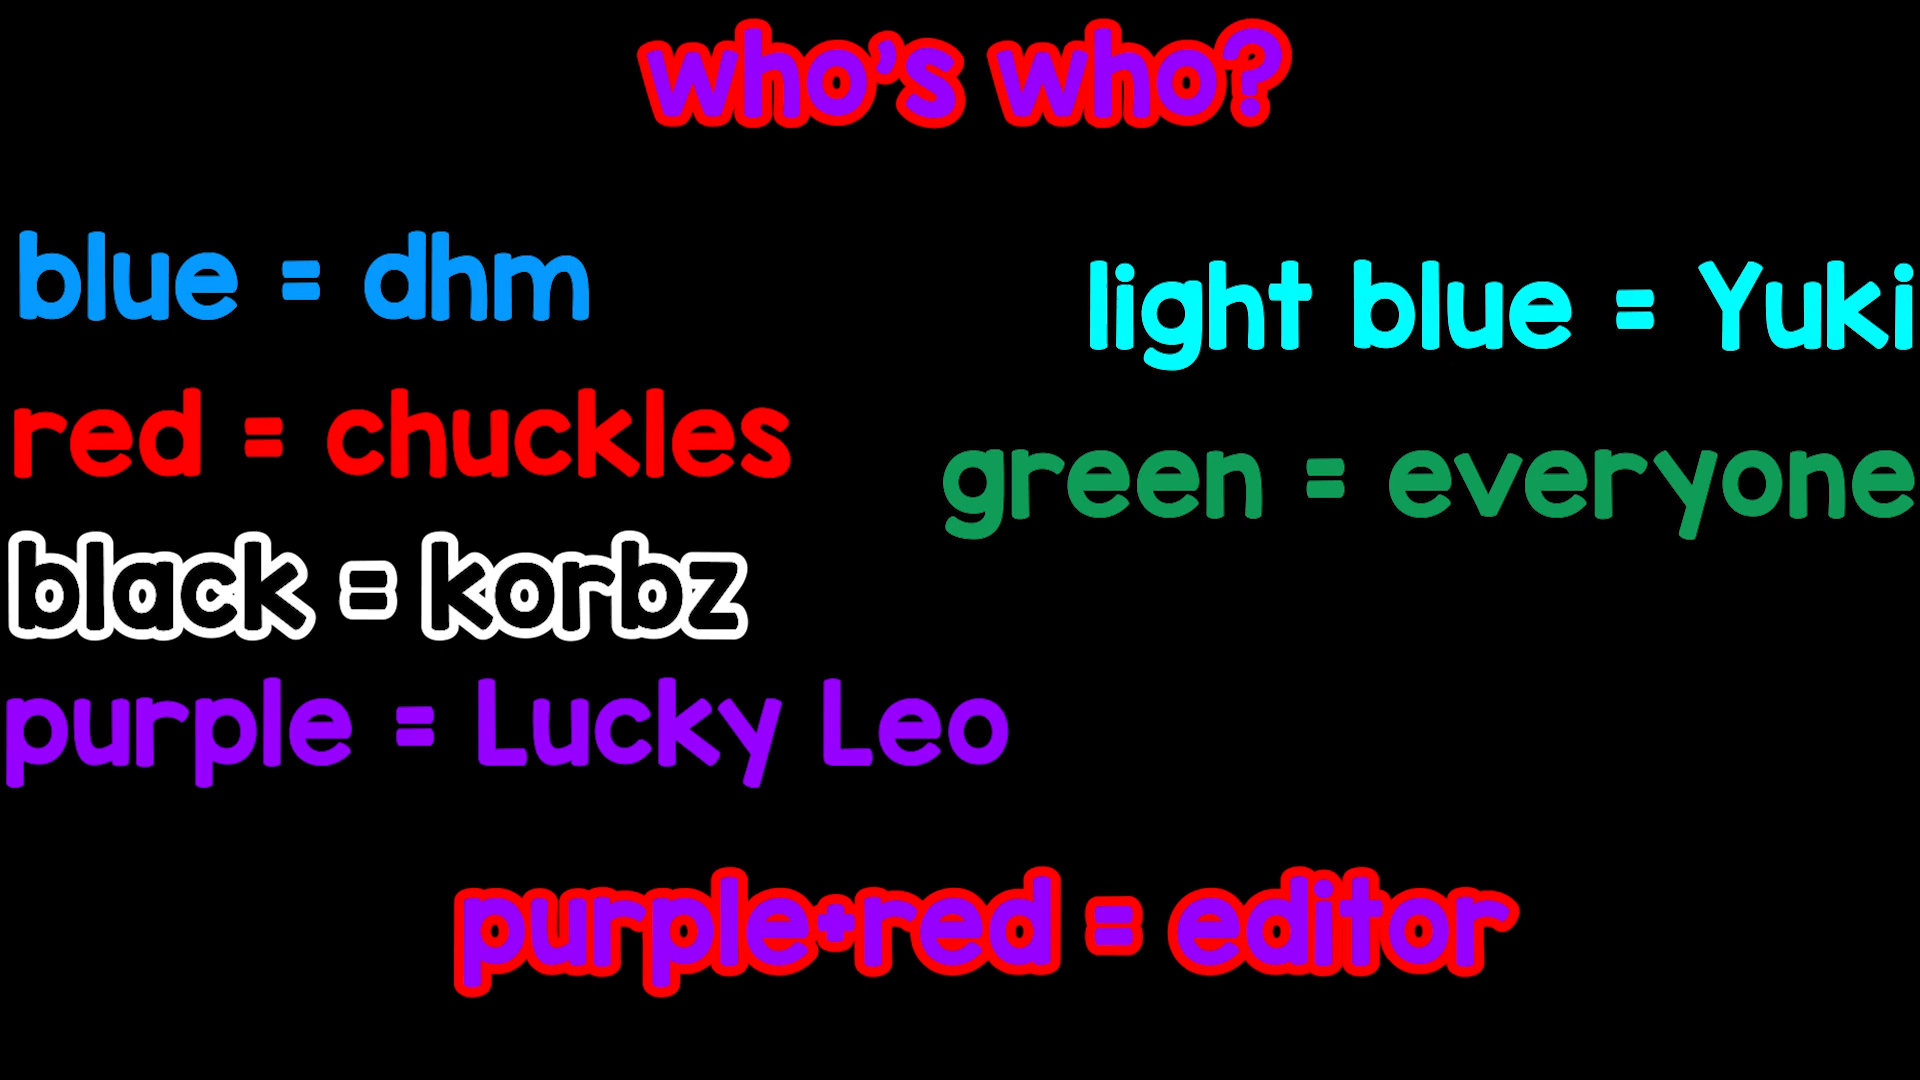 who's who?
blue = dhm
red = chuckles
black = korbz
purple = Lucky Leo
light blue = Yuki
green = everyone
purple+red = editor